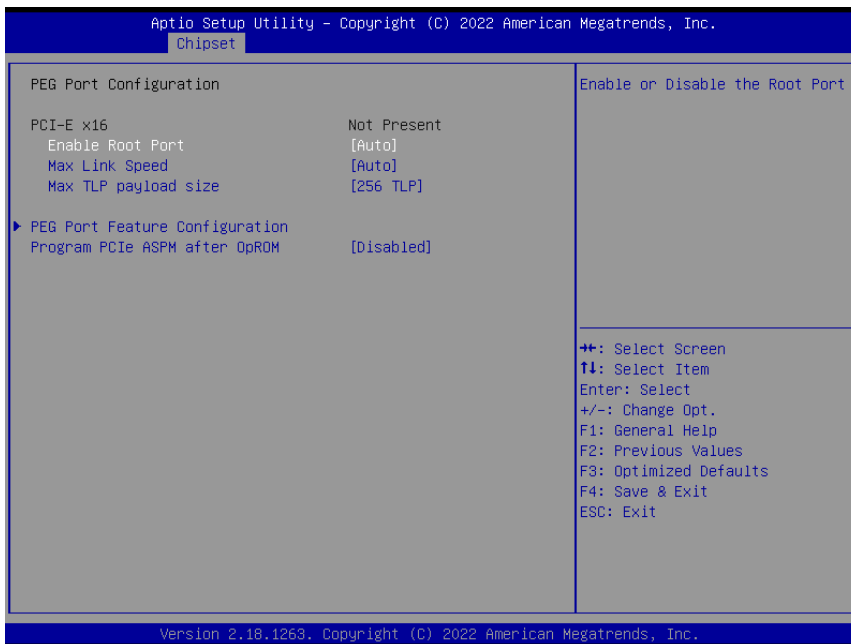 Aptio Setup Utility – Copyright (C) 2022 American Megatrends, Inc.
Chipset
PEG Port Configuration
Enable or Disable the Root Port
PCI-E x16 Not Present
Enable Root Port [Auto]
Max Link Speed [Auto]
Max TLP payload size [256 TLP]
PEG Port Feature Configuration
Program PCIe ASPM after OpROM [Disabled]
→←: Select Screen
↑↓: Select Item
Enter: Select
+/-: Change Opt.
F1: General Help
F2: Previous Values
F3: Optimized Defaults
F4: Save & Exit
ESC: Exit
Version 2.18.1263. Copyright (C) 2022 American Megatrends, Inc.